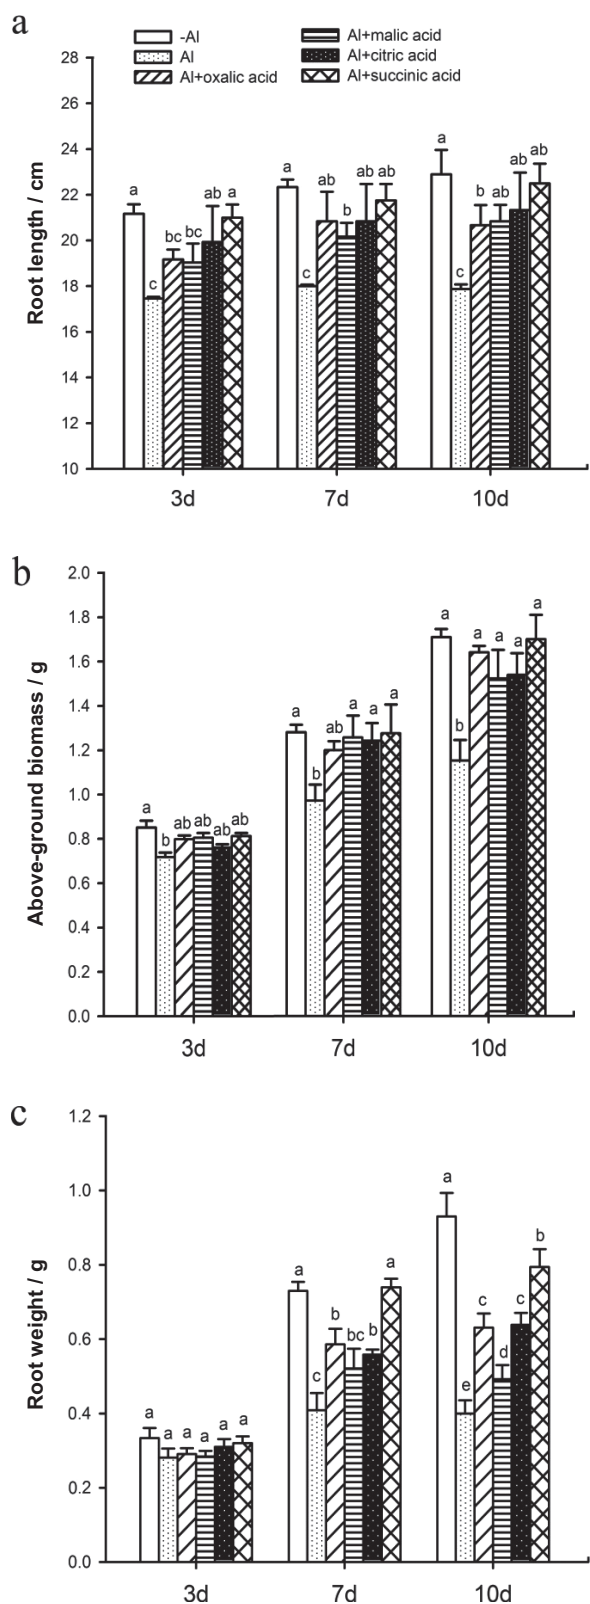 a
-Al
Al
Al+oxalic acid
Al+malic acid
Al+citric acid
Al+succinic acid
Root length / cm
28
26
24
22
20
18
16
14
12
10
a c bc bc ab a
a c ab b ab ab
a c b ab ab ab
3d 7d 10d
b
Above-ground biomass / g
2.0
1.8
1.6
1.4
1.2
1.0
0.8
0.6
0.4
0.2
0.0
a b ab ab ab ab
a b ab a a a
a b a a a a
3d 7d 10d
c
Root weight / g
1.2
1.0
0.8
0.6
0.4
0.2
0.0
a a a a a a
a c b bc b a
a e c d c b
3d 7d 10d